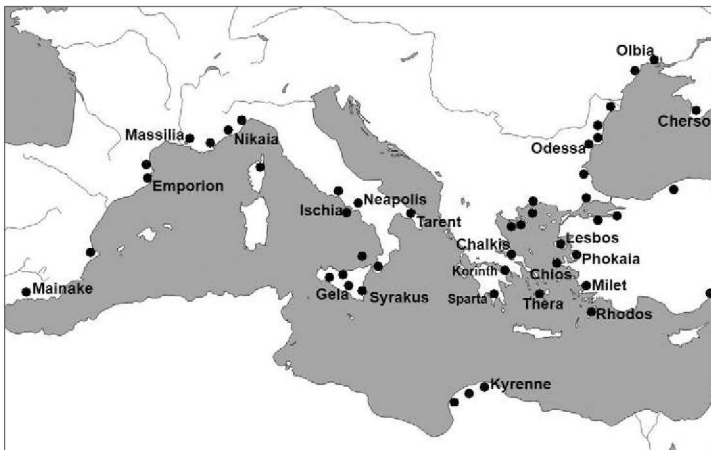 Olbia
Cherso
Massilia
Nikaia
Odessa
Emporion
Neapolis
Ischia
Tarent
Lesbos
Chalkis
Phokaia
Korinth
Chios
Mainake
Milet
Gela
Syrakus
Sparta
Thera
Rhodos
Kyrenne